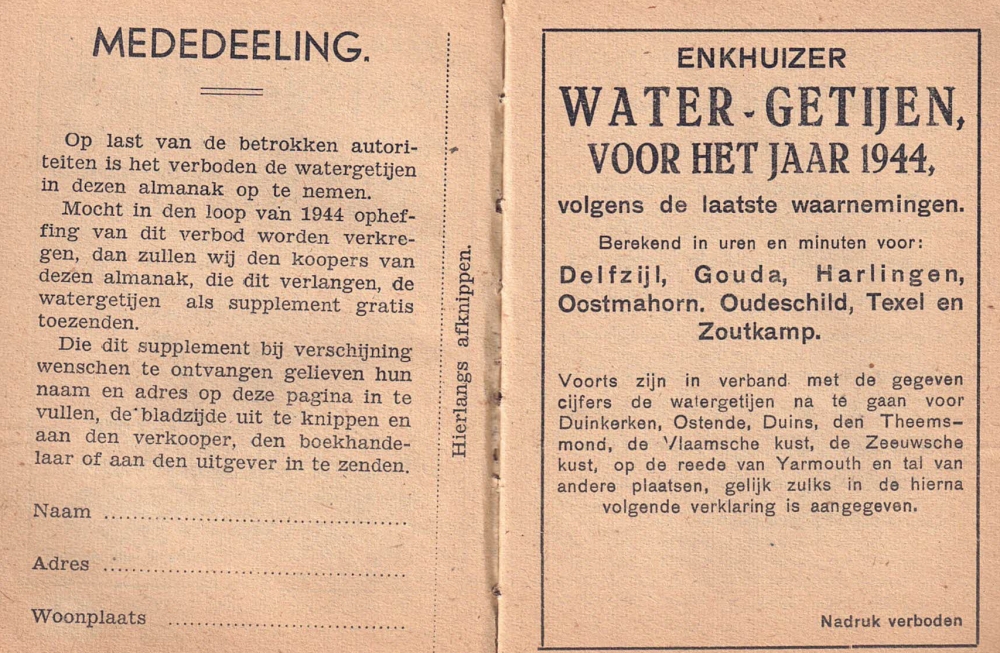 MEDEDEELING.
Op last van de betrokken autori-
teiten is het verboden de watergetijen
in dezen almanak op te nemen.
Mocht in den loop van 1944 ophef-
fing van dit verbod worden verkre-
gen, dan zullen wij den koopers van
dezen almanak, die dit verlangen, de
watergetijen als supplement gratis
toezenden.
Die dit supplement bij verschijning
wenschen te ontvangen gelieven hun
naam en adres op deze pagina in te
vullen, de bladzijde uit te knippen en
aan den verkooper, den boekhande-
laar of aan den uitgever in te zenden.
Naam ........................................
Adres ........................................
Woonplaats ................................
Hierlangs afknippen.
ENKHUIZER
WATER-GETIJEN,
VOOR HET JAAR 1944,
volgens de laatste waarnemingen.
Berekend in uren en minuten voor:
Delfzijl, Gouda, Harlingen,
Oostmahorn, Oudeschild, Texel en
Zoutkamp.
Voorts zijn in verband met de gegeven
cijfers de watergetijen na te gaan voor
Duinkerken, Ostende, Duins, den Theems-
mond, de Vlaamsche kust, de Zeeuwsche
kust, op de reede van Yarmouth en tal van
andere plaatsen, gelijk zulks in de hierna
volgende verklaring is aangegeven.
Nadruk verboden